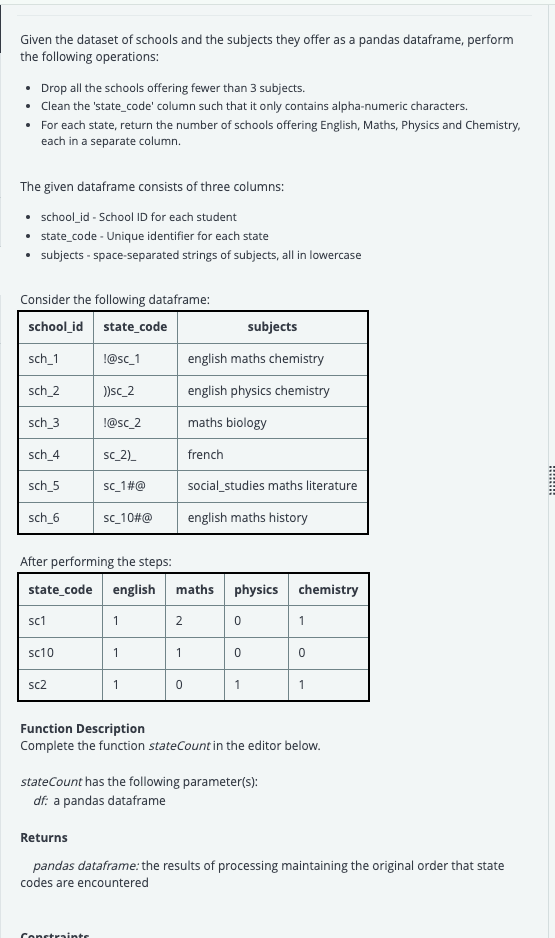 Given the dataset of schools and the subjects they offer as a pandas dataframe, perform
the following operations:
• Drop all the schools offering fewer than 3 subjects.
• Clean the 'state_code' column such that it only contains alpha-numeric characters.
• For each state, return the number of schools offering English, Maths, Physics and Chemistry,
each in a separate column.
The given dataframe consists of three columns:
• school_id - School ID for each student
• state_code - Unique identifier for each state
• subjects - space-separated strings of subjects, all in lowercase
Consider the following dataframe:
school_id state_code subjects
sch_1 !@sc_1 english maths chemistry
sch_2 ))sc_2 english physics chemistry
sch_3 !@sc_2 maths biology
sch_4 sc_2)_ french
sch_5 sc_1#@ social_studies maths literature
sch_6 sc_10#@ english maths history
After performing the steps:
state_code english maths physics chemistry
sc1 1 2 0 1
sc10 1 1 0 0
sc2 1 0 1 1
Function Description
Complete the function stateCount in the editor below.
stateCount has the following parameter(s):
df: a pandas dataframe
Returns
pandas dataframe: the results of processing maintaining the original order that state
codes are encountered
Constraints